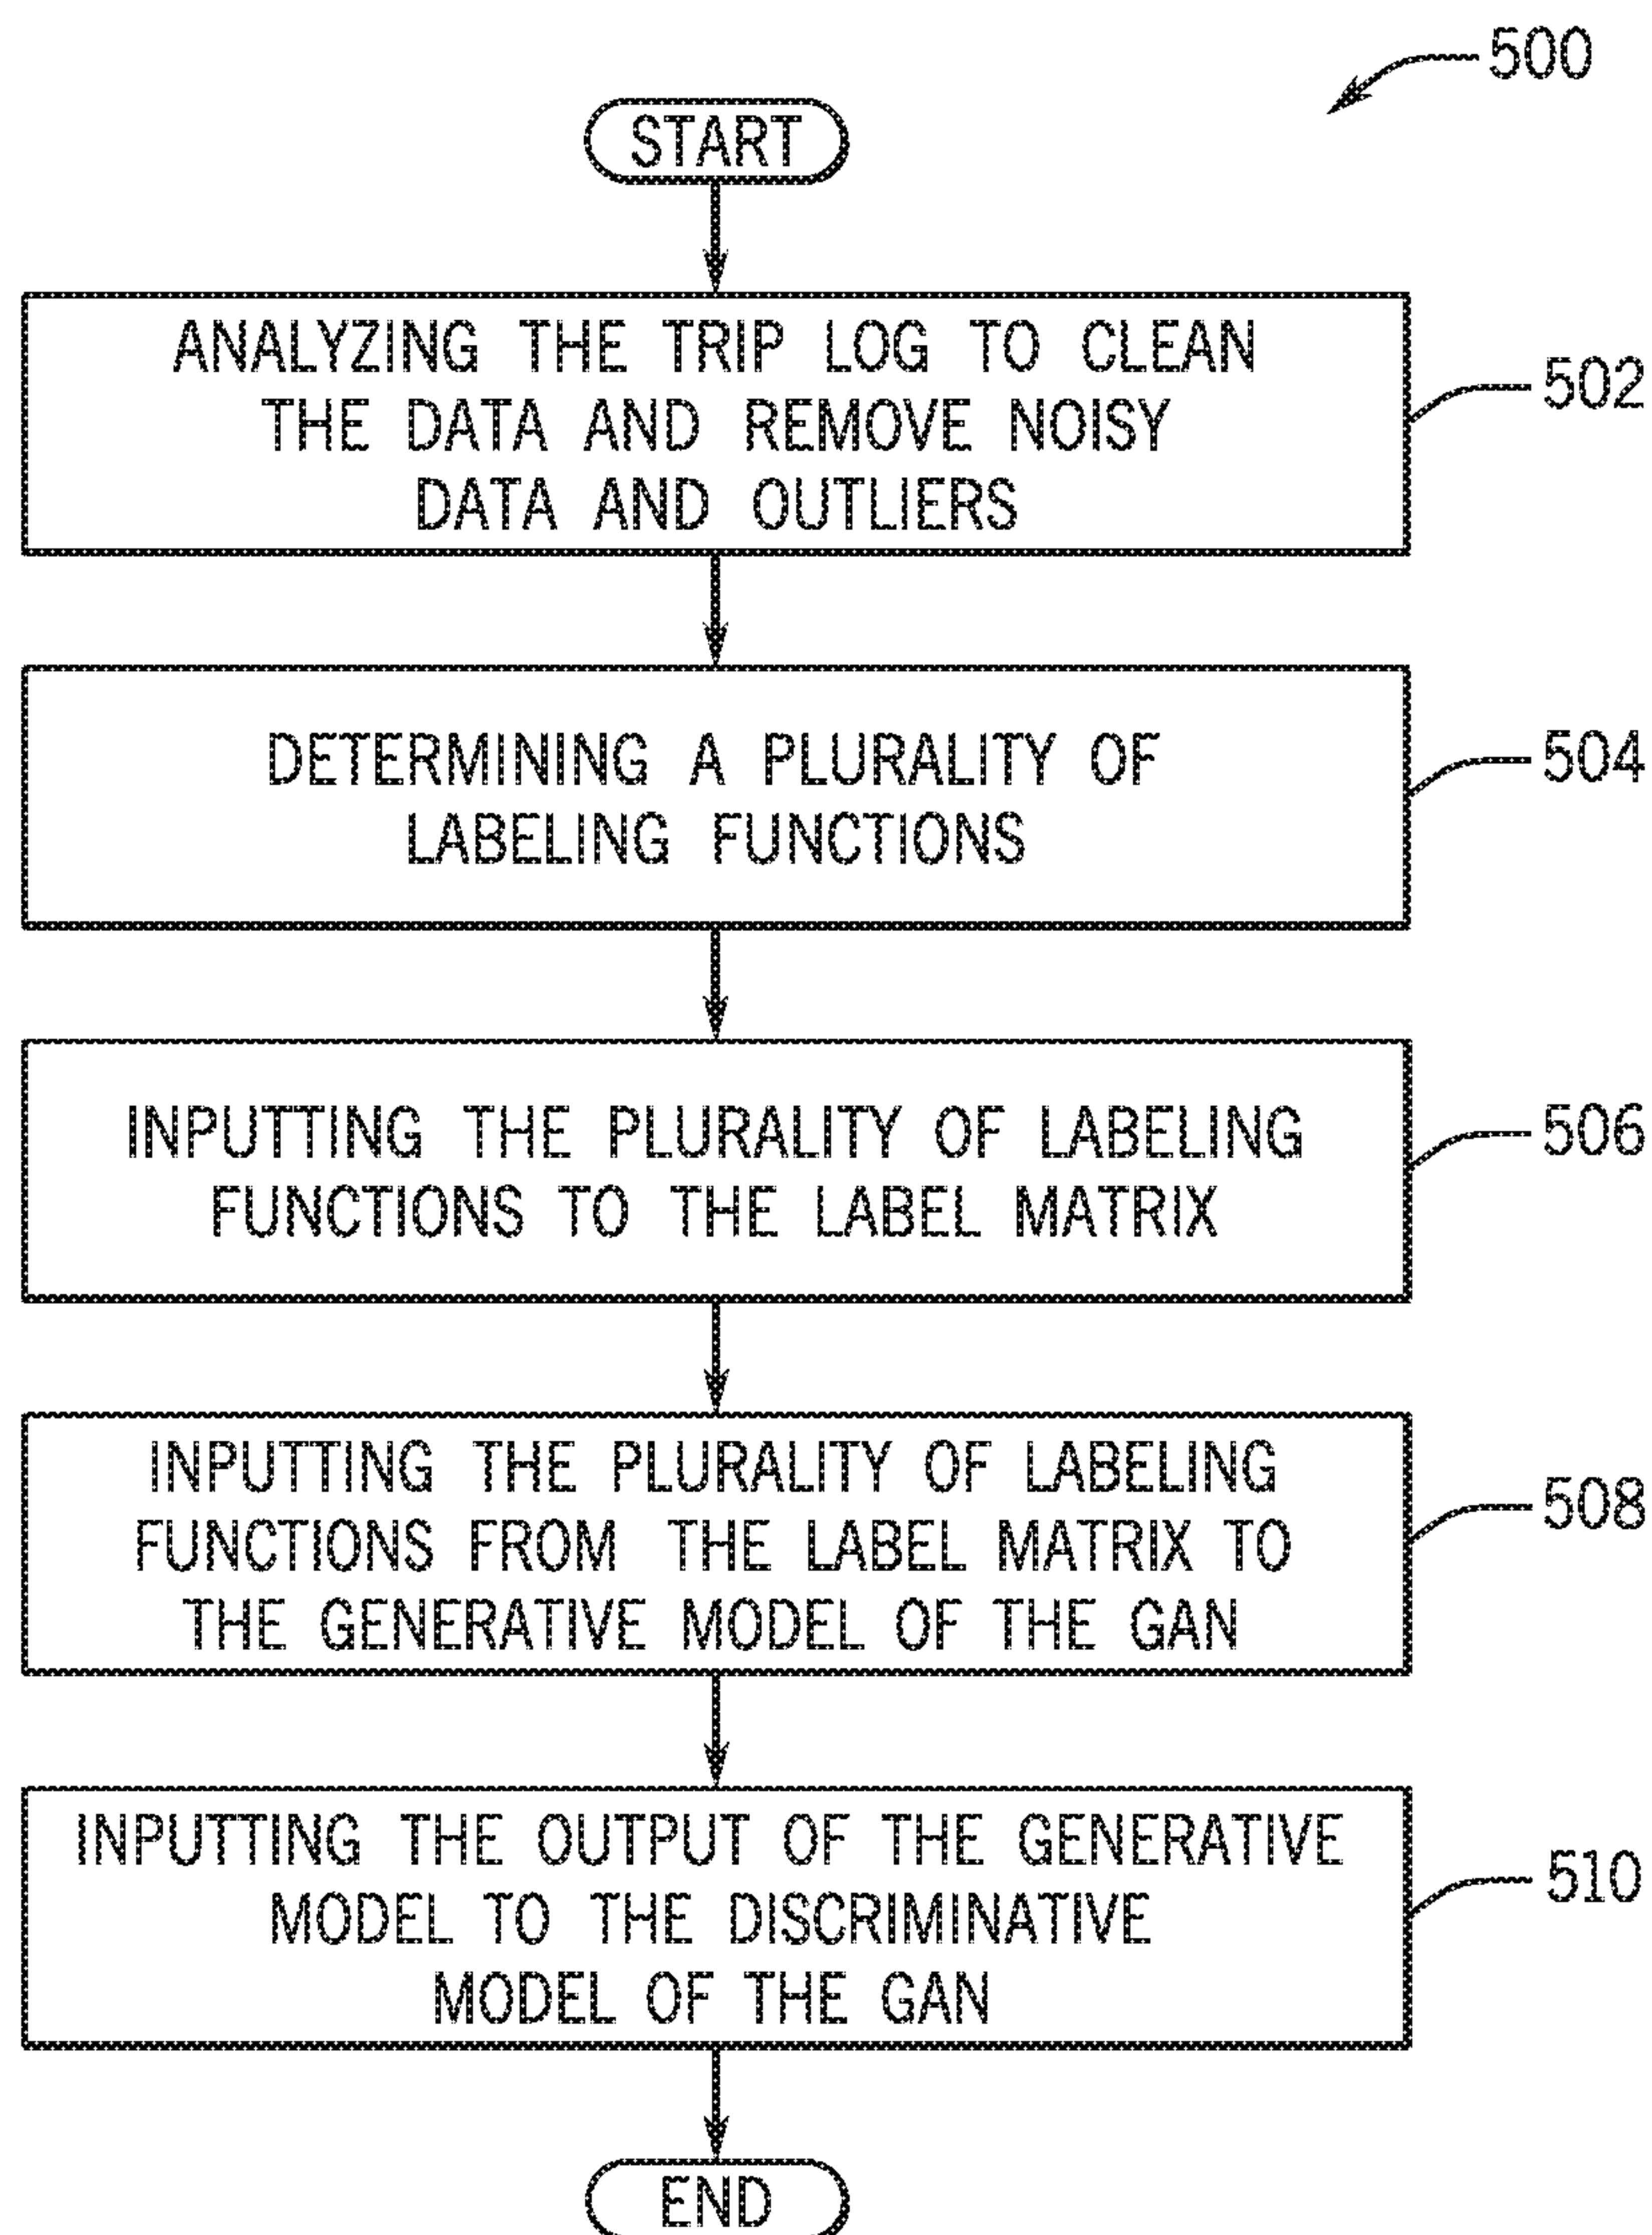 500
START
ANALYZING THE TRIP LOG TO CLEAN
THE DATA AND REMOVE NOISY
DATA AND OUTLIERS
502
DETERMINING A PLURALITY OF
LABELING FUNCTIONS
504
INPUTTING THE PLURALITY OF LABELING
FUNCTIONS TO THE LABEL MATRIX
506
INPUTTING THE PLURALITY OF LABELING
FUNCTIONS FROM THE LABEL MATRIX TO
THE GENERATIVE MODEL OF THE GAN
508
INPUTTING THE OUTPUT OF THE GENERATIVE
MODEL TO THE DISCRIMINATIVE
MODEL OF THE GAN
510
END